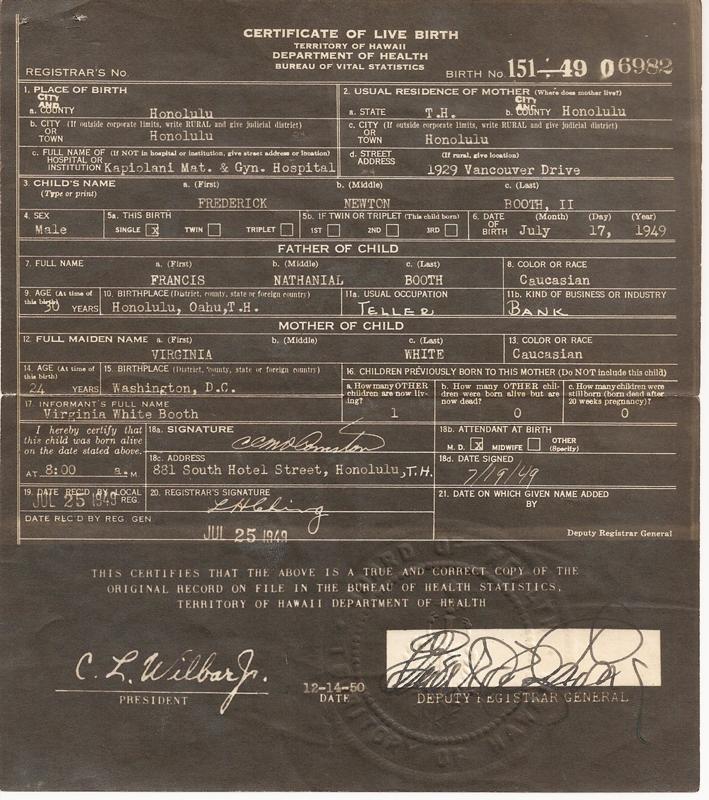 CERTIFICATE OF LIVE BIRTH
TERRITORY OF HAWAII
DEPARTMENT OF HEALTH
BUREAU OF VITAL STATISTICS
REGISTRAR'S No.
BIRTH No. 151-49 06982
1. PLACE OF BIRTH
CITY AND
a. COUNTY Honolulu
b. CITY (If outside corporate limits, write RURAL and give judicial district)
OR
TOWN Honolulu
c. FULL NAME OF (If NOT in hospital or institution, give street address or location)
HOSPITAL OR
INSTITUTION Kapiolani Mat. & Gyn. Hospital
2. USUAL RESIDENCE OF MOTHER (Where does mother live?)
CITY AND
a. STATE T.H. b. COUNTY Honolulu
c. CITY (If outside corporate limits, write RURAL and give judicial district)
OR
TOWN Honolulu
d. STREET (If rural, give location)
ADDRESS 1929 Vancouver Drive
3. CHILD'S NAME a. (First) b. (Middle) c. (Last)
(Type or print)
FREDERICK NEWTON BOOTH, II
4. SEX
Male
5a. THIS BIRTH
SINGLE x TWIN TRIPLET
5b. IF TWIN OR TRIPLET (This child born)
1ST 2ND 3RD
6. DATE OF BIRTH (Month) (Day) (Year)
July 17, 1949
FATHER OF CHILD
7. FULL NAME a. (First) b. (Middle) c. (Last)
FRANCIS NATHANIAL BOOTH
8. COLOR OR RACE
Caucasian
9. AGE (At time of this birth)
30 YEARS
10. BIRTHPLACE (District, county, state or foreign country)
Honolulu, Oahu, T.H.
11a. USUAL OCCUPATION
TELLER
11b. KIND OF BUSINESS OR INDUSTRY
BANK
MOTHER OF CHILD
12. FULL MAIDEN NAME a. (First) b. (Middle) c. (Last)
VIRGINIA WHITE
13. COLOR OR RACE
Caucasian
14. AGE (At time of this birth)
24 YEARS
15. BIRTHPLACE (District, county, state or foreign country)
Washington, D.C.
16. CHILDREN PREVIOUSLY BORN TO THIS MOTHER (Do NOT include this child)
a. How many OTHER children are now living?
1
b. How many OTHER children were born alive but are now dead?
0
c. How many children were stillborn (born dead after 20 weeks pregnancy)?
0
17. INFORMANT'S FULL NAME
Virginia White Booth
I hereby certify that
this child was born alive
on the date stated above.
AT 8:00 a.M
18a. SIGNATURE
18b. ATTENDANT AT BIRTH
M. D. x MIDWIFE OTHER (Specify)
18c. ADDRESS
881 South Hotel Street, Honolulu, T.H.
18d. DATE SIGNED
7/19/49
19. DATE REC'D BY LOCAL REG.
JUL 25 1949
20. REGISTRAR'S SIGNATURE
21. DATE ON WHICH GIVEN NAME ADDED
BY
DATE REC'D BY REG. GEN
JUL 25 1949
Deputy Registrar General
THIS CERTIFIES THAT THE ABOVE IS A TRUE AND CORRECT COPY OF THE
ORIGINAL RECORD ON FILE IN THE BUREAU OF HEALTH STATISTICS,
TERRITORY OF HAWAII DEPARTMENT OF HEALTH
C. L. Wilbar Jr.
PRESIDENT
12-14-50
DATE
DEPUTY REGISTRAR GENERAL